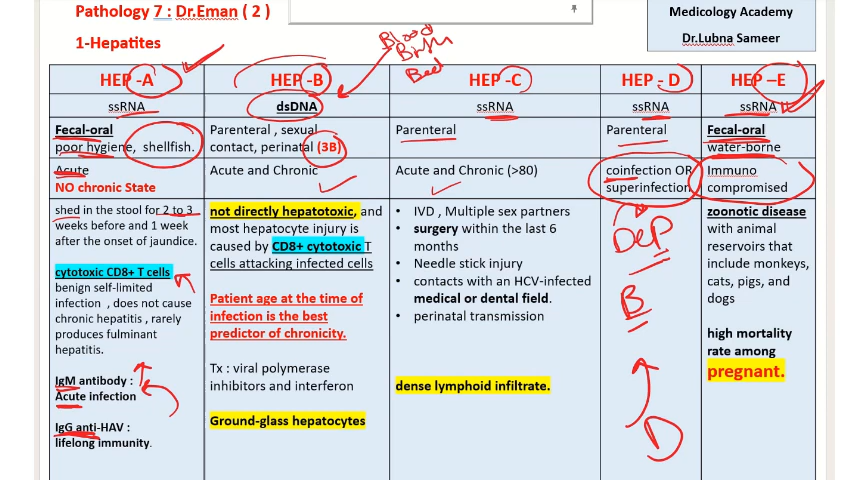 Pathology 7 : Dr.Eman ( 2 )
Medicology Academy
Dr.Lubna Sameer
1-Hepatites
Blood
Birth
HEP -A
HEP -B
HEP -C
HEP - D
HEP –E
ssRNA
dsDNA
ssRNA
ssRNA
ssRNA
Fecal-oral
poor hygiene, shellfish.
Parenteral , sexual
contact, perinatal (3B)
Parenteral
Parenteral
Fecal-oral
water-borne
Acute
NO chronic State
Acute and Chronic
Acute and Chronic (>80)
coinfection OR
superinfection
Immuno
compromised
shed in the stool for 2 to 3
weeks before and 1 week
after the onset of jaundice.
cytotoxic CD8+ T cells
benign self-limited
infection , does not cause
chronic hepatitis , rarely
produces fulminant
hepatitis.
IgM antibody :
Acute infection
IgG anti-HAV :
lifelong immunity.
not directly hepatotoxic, and
most hepatocyte injury is
caused by CD8+ cytotoxic T
cells attacking infected cells
Patient age at the time of
infection is the best
predictor of chronicity.
Tx : viral polymerase
inhibitors and interferon
Ground-glass hepatocytes
• IVD , Multiple sex partners
• surgery within the last 6
months
• Needle stick injury
• contacts with an HCV-infected
medical or dental field.
• perinatal transmission
dense lymphoid infiltrate.
DeP
B
D
zoonotic disease
with animal
reservoirs that
include monkeys,
cats, pigs, and
dogs
high mortality
rate among
pregnant.